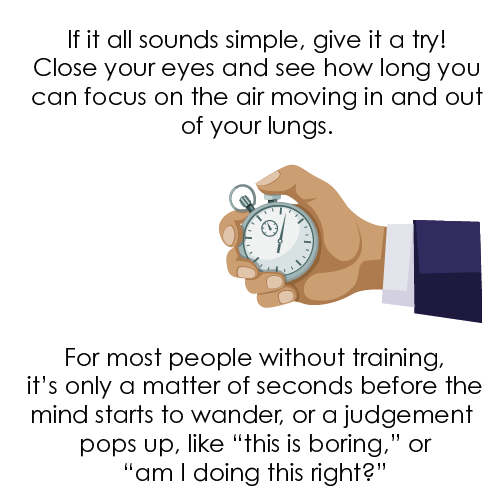 If it all sounds simple, give it a try!
Close your eyes and see how long you
can focus on the air moving in and out
of your lungs.
For most people without training,
it’s only a matter of seconds before the
mind starts to wander, or a judgement
pops up, like “this is boring,” or
“am I doing this right?”